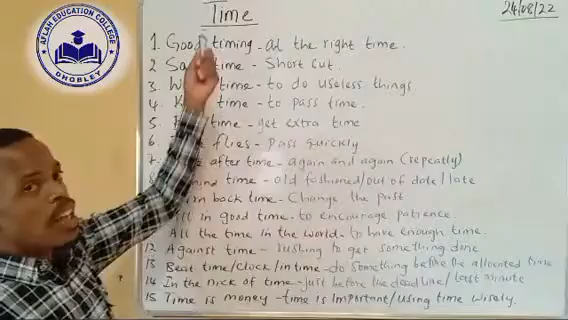 AFLAH EDUCATION COLLEGE
DHOBLEY
Time
24/08/22
1. Good timing - at the right time.
2 Sa time - Short cut.
3. W time - to do useless things
4. K time - to pass time.
5. time - get extra time
6. flies - pass quickly
7. after time - again and again (repeatly)
8. time - old fashioned/out of date/late
back time - Change the past
All in good time - to encourage patience.
All the time in the world - to have enough time.
12 Against time - rushing to get something done
13 Beat time/clock/in time - do something before the allocated time
14 In the nick of time - just before the deadline/last minute
15 Time is money - time is important/using time wisely.